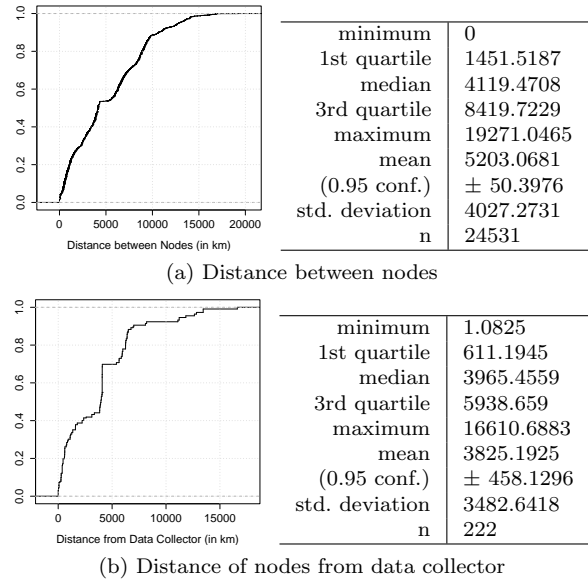 1.0
0.8
0.6
0.4
0.2
0.0
0 5000 10000 15000 20000
Distance between Nodes (in km)
minimum 0
1st quartile 1451.5187
median 4119.4708
3rd quartile 8419.7229
maximum 19271.0465
mean 5203.0681
(0.95 conf.) ± 50.3976
std. deviation 4027.2731
n 24531
(a) Distance between nodes
1.0
0.8
0.6
0.4
0.2
0.0
0 5000 10000 15000
Distance from Data Collector (in km)
minimum 1.0825
1st quartile 611.1945
median 3965.4559
3rd quartile 5938.659
maximum 16610.6883
mean 3825.1925
(0.95 conf.) ± 458.1296
std. deviation 3482.6418
n 222
(b) Distance of nodes from data collector